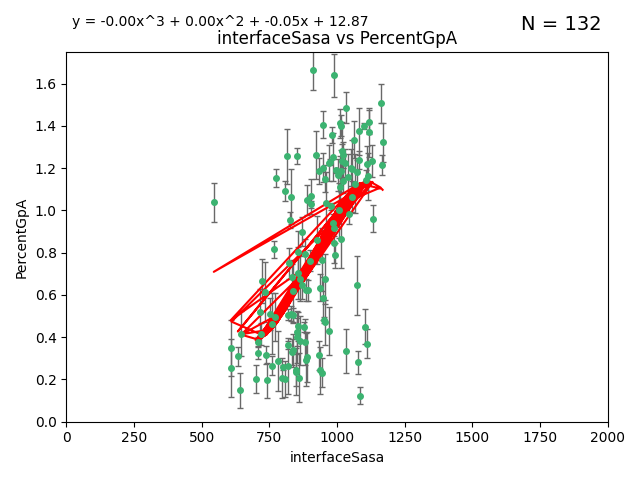 y = -0.00x^3 + 0.00x^2 + -0.05x + 12.87
N = 132
interfaceSasa vs PercentGpA
PercentGpA
1.6
1.4
1.2
1.0
0.8
0.6
0.4
0.2
0.0
0 250 500 750 1000 1250 1500 1750 2000
interfaceSasa